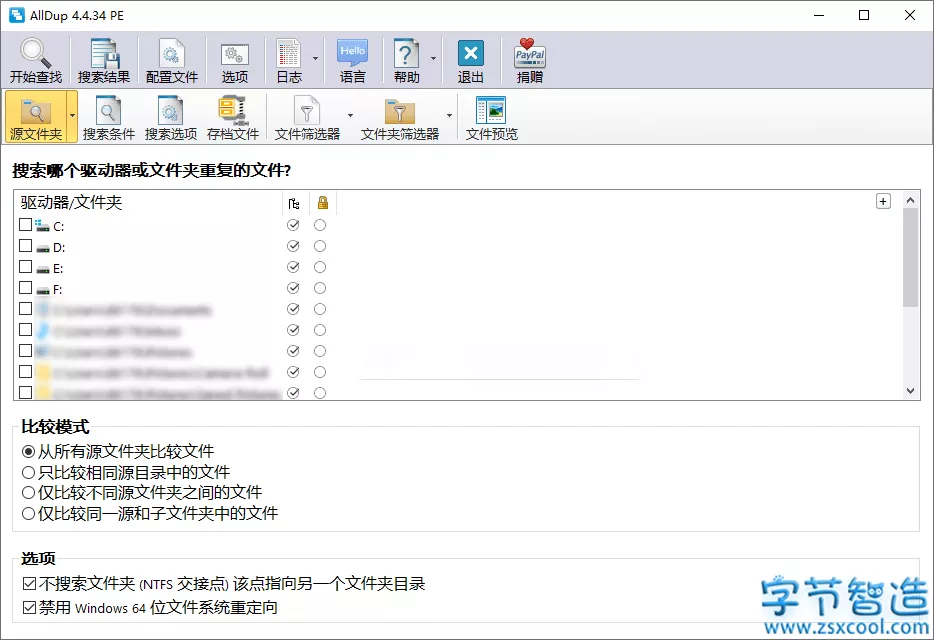 AllDup 4.4.34 PE
开始查找 搜索结果 配置文件 选项 日志 Hello 语言 ? 帮助 退出 PayPal 捐赠
源文件夹 搜索条件 搜索选项 存档文件 文件筛选器 文件夹筛选器 文件预览
搜索哪个驱动器或文件夹重复的文件?
驱动器/文件夹
C:
D:
E:
F:
比较模式
从所有源文件夹比较文件
只比较相同源目录中的文件
仅比较不同源文件夹之间的文件
仅比较同一源和子文件夹中的文件
选项
不搜索文件夹 (NTFS 交接点) 该点指向另一个文件夹目录
禁用 Windows 64 位文件系统重定向
字节智造
www.zsxcool.com